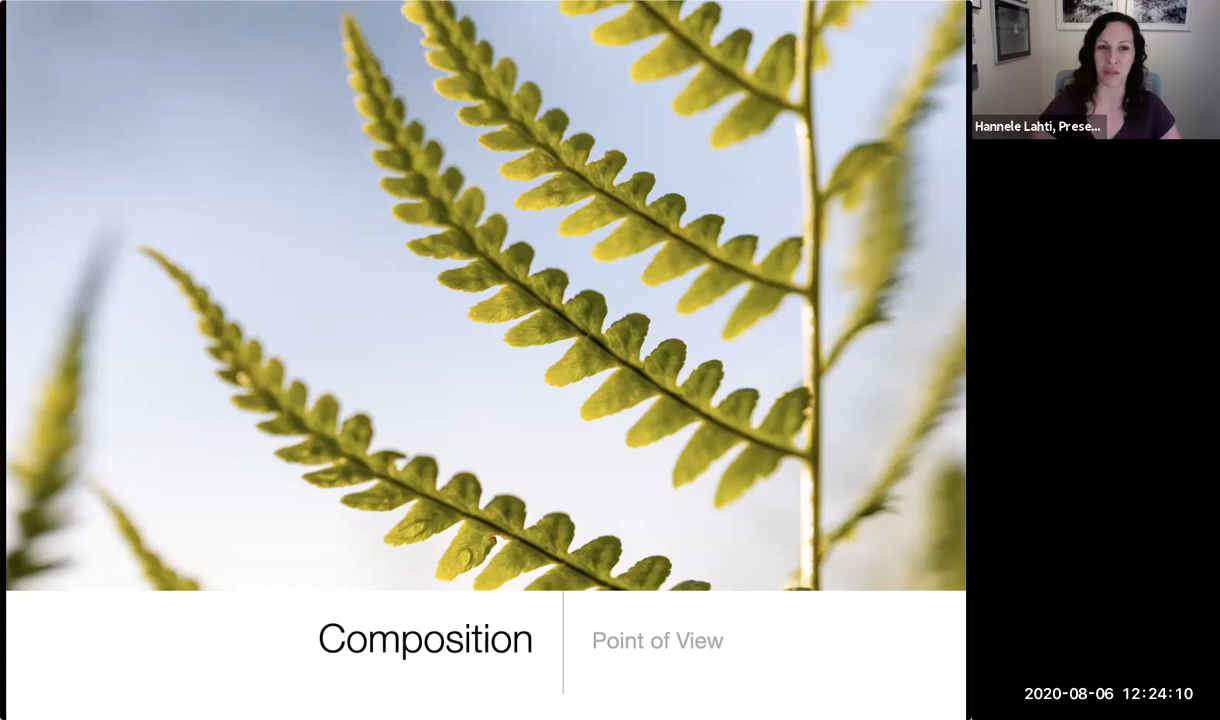 Hannele Lahti, Prese...
Composition
Point of View
2020-08-06 12:24:10